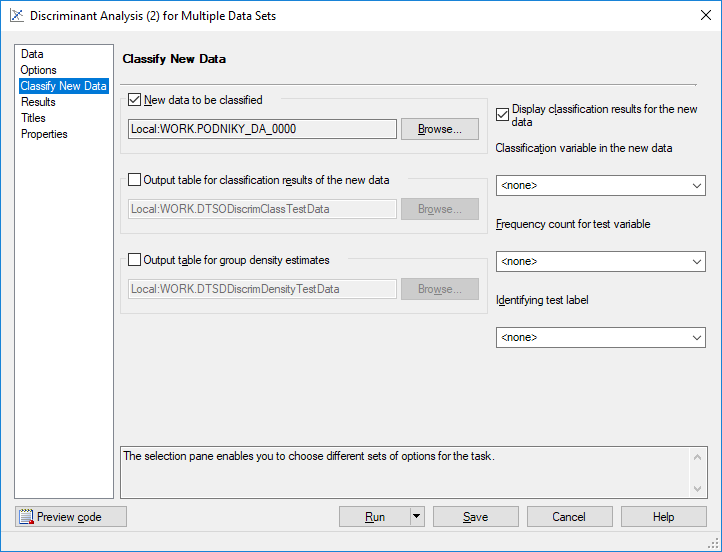 Discriminant Analysis (2) for Multiple Data Sets
Data
Options
Classify New Data
Results
Titles
Properties
Classify New Data
New data to be classified
Local:WORK.PODNIKY_DA_0000
Browse...
Output table for classification results of the new data
Local:WORK.DTSODiscrimClassTestData
Browse...
Output table for group density estimates
Local:WORK.DTSDDiscrimDensityTestData
Browse...
Display classification results for the new
data
Classification variable in the new data
<none>
Frequency count for test variable
<none>
Identifying test label
<none>
The selection pane enables you to choose different sets of options for the task.
Preview code
Run
Save
Cancel
Help